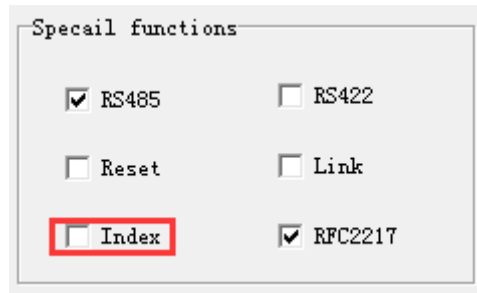 Specail functions
RS485 RS422
Reset Link
Index RFC2217